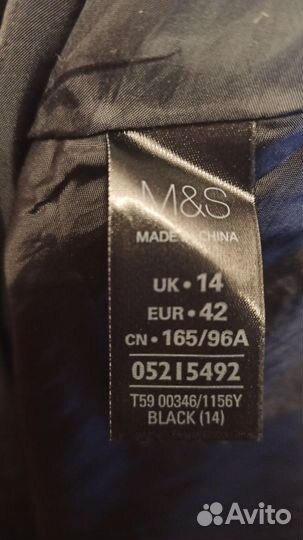 M&S
MADE IN CHINA
UK • 14
EUR • 42
CN • 165/96A
05215492
T59 00346/1156Y
BLACK (14)
Avito